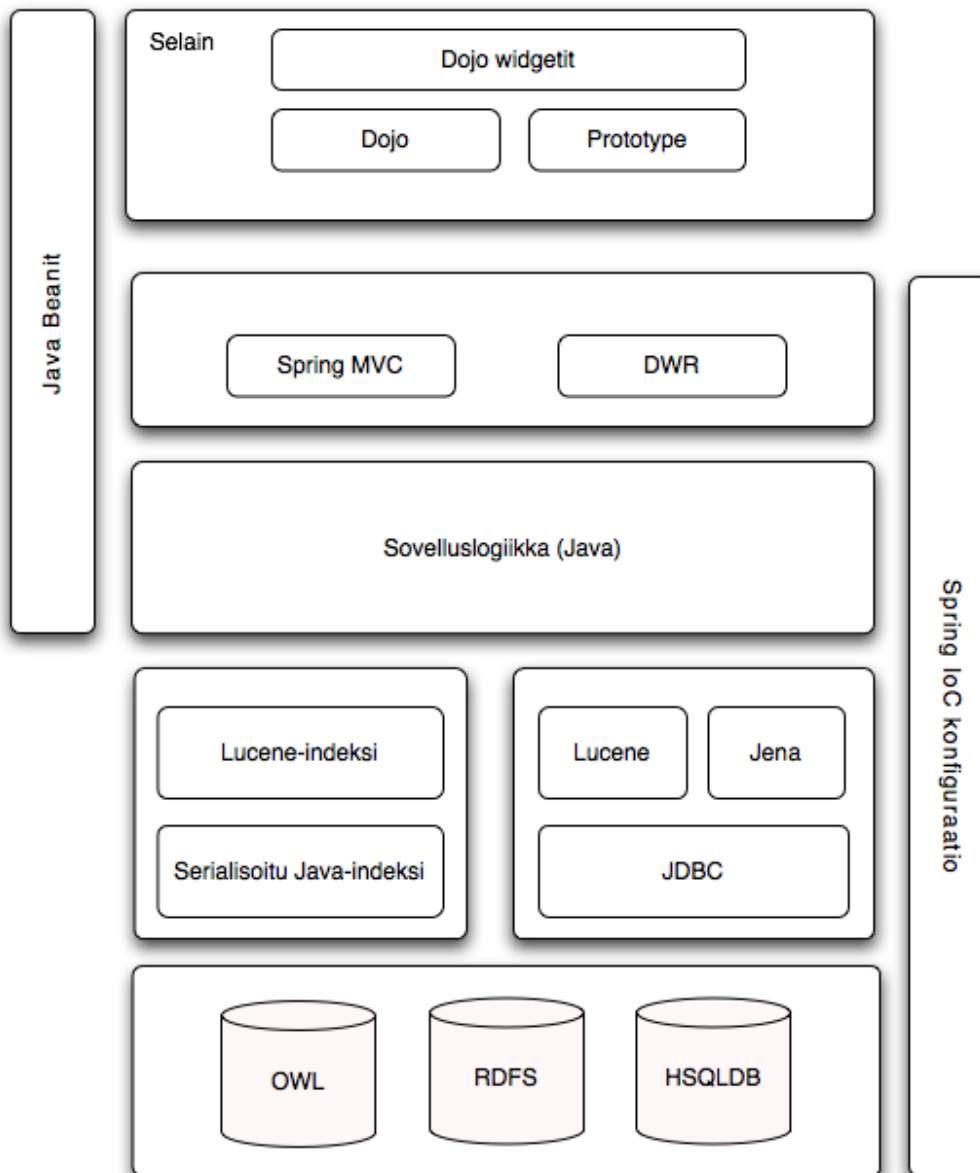 Selain
Dojo widgetit
Dojo
Prototype
Java Beanit
Spring MVC
DWR
Sovelluslogiikka (Java)
Spring IoC konfiguraatio
Lucene-indeksi
Serialisoitu Java-indeksi
Lucene
Jena
JDBC
OWL
RDFS
HSQLDB